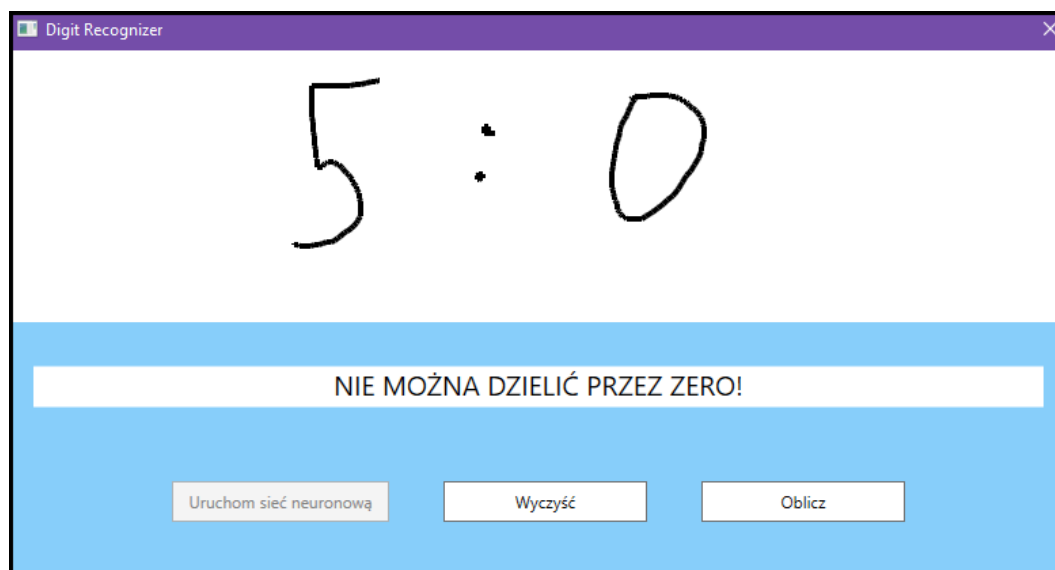 Digit Recognizer
5 : 0
NIE MOŻNA DZIELIĆ PRZEZ ZERO!
Uruchom sieć neuronową
Wyczyść
Oblicz